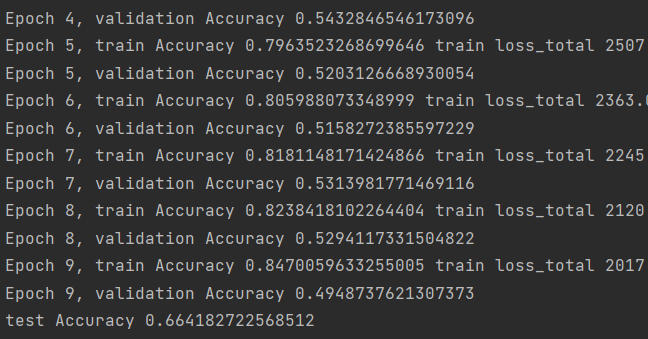 Epoch 4, validation Accuracy 0.5432846546173096
Epoch 5, train Accuracy 0.7963523268699646 train loss_total 2507
Epoch 5, validation Accuracy 0.5203126668930054
Epoch 6, train Accuracy 0.805988073348999 train loss_total 2363.0
Epoch 6, validation Accuracy 0.5158272385597229
Epoch 7, train Accuracy 0.8181148171424866 train loss_total 2245
Epoch 7, validation Accuracy 0.5313981771469116
Epoch 8, train Accuracy 0.8238418102264404 train loss_total 2120
Epoch 8, validation Accuracy 0.5294117331504822
Epoch 9, train Accuracy 0.8470059633255005 train loss_total 2017
Epoch 9, validation Accuracy 0.4948737621307373
test Accuracy 0.664182722568512